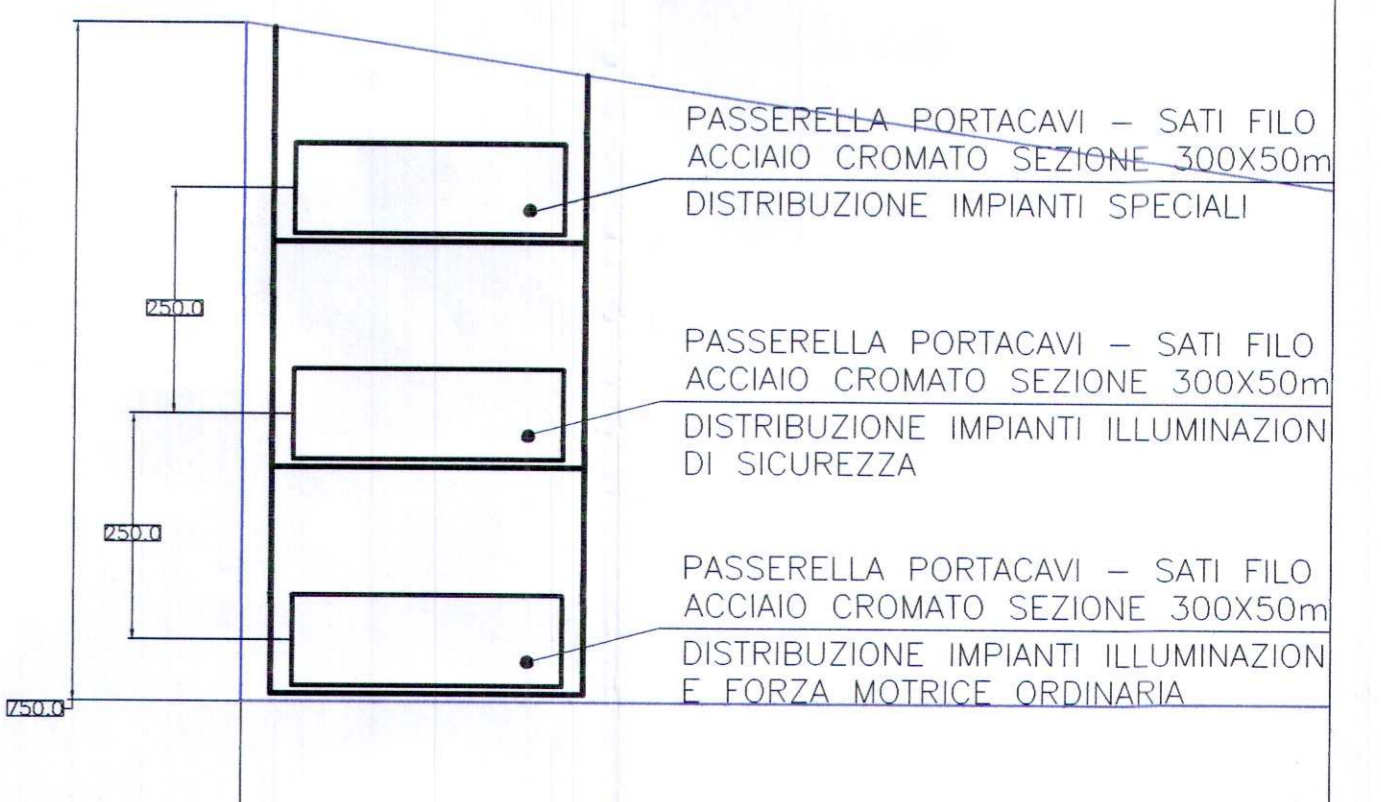 PASSERELLA PORTACAVI – SATI FILO
ACCIAIO CROMATO SEZIONE 300X50m
DISTRIBUZIONE IMPIANTI SPECIALI
250.0
PASSERELLA PORTACAVI – SATI FILO
ACCIAIO CROMATO SEZIONE 300X50m
DISTRIBUZIONE IMPIANTI ILLUMINAZION
DI SICUREZZA
250.0
PASSERELLA PORTACAVI – SATI FILO
ACCIAIO CROMATO SEZIONE 300X50m
DISTRIBUZIONE IMPIANTI ILLUMINAZION
E FORZA MOTRICE ORDINARIA
750.0